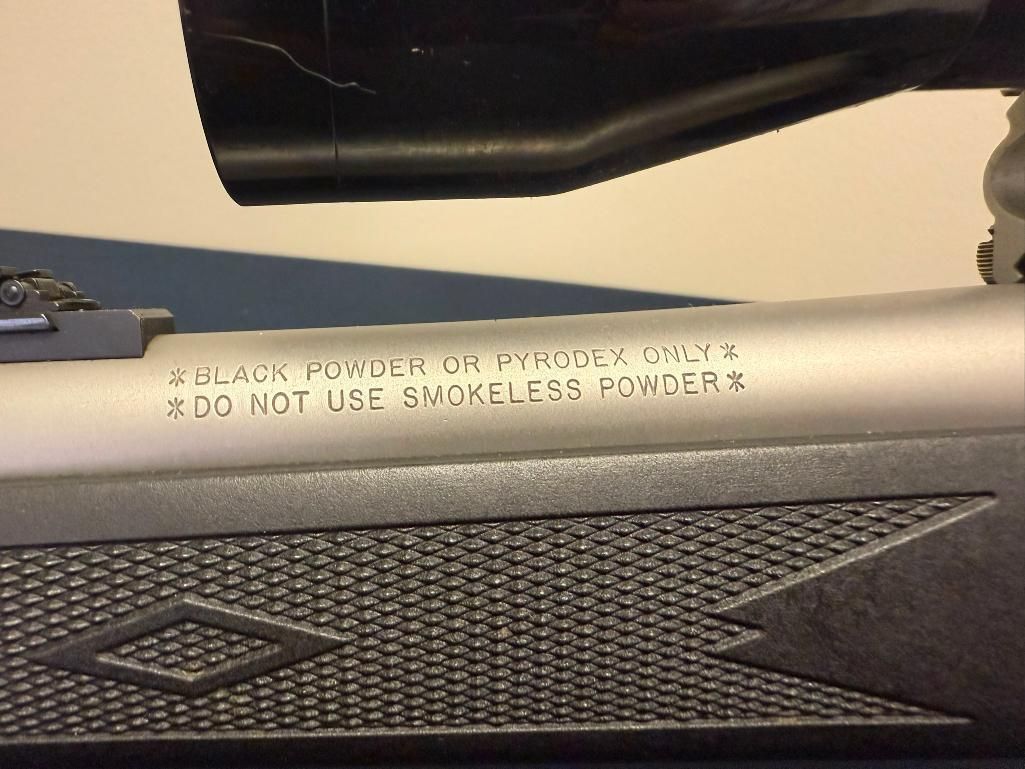 *BLACK POWDER OR PYRODEX ONLY*
*DO NOT USE SMOKELESS POWDER*